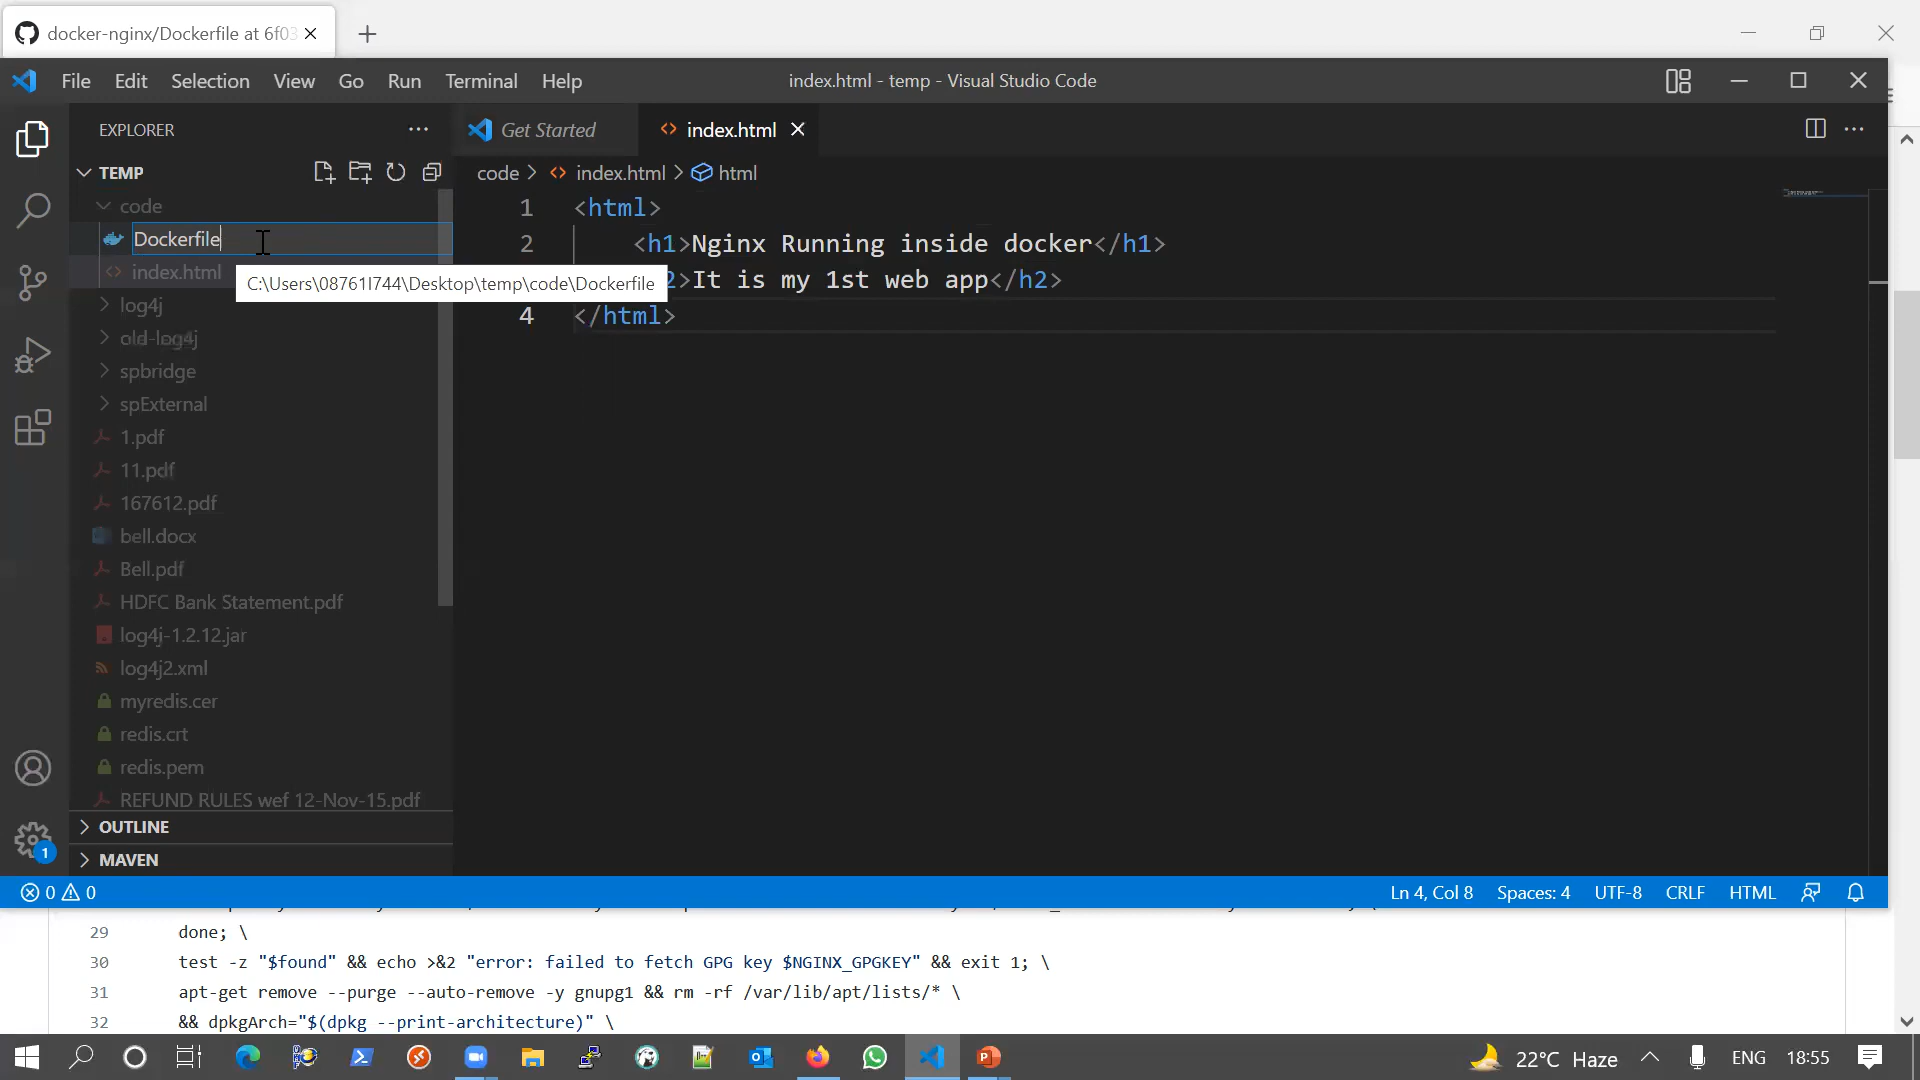 docker-nginx/Dockerfile at 6f03
File Edit Selection View Go Run Terminal Help
index.html - temp - Visual Studio Code
EXPLORER
Get Started
index.html
TEMP
code > index.html > html
code
Dockerfile
index.html
C:\Users\08761I744\Desktop\temp\code\Dockerfile
log4j
old-log4j
spbridge
spExternal
1.pdf
11.pdf
167612.pdf
bell.docx
Bell.pdf
HDFC Bank Statement.pdf
log4j-1.2.12.jar
log4j2.xml
myredis.cer
redis.crt
redis.pem
REFUND RULES wef 12-Nov-15.pdf
OUTLINE
MAVEN
1 <html>
2 <h1>Nginx Running inside docker</h1>
2>It is my 1st web app</h2>
4 </html>
1
0 0
Ln 4, Col 8 Spaces: 4 UTF-8 CRLF HTML
29 done; \
30 test -z "$found" && echo >&2 "error: failed to fetch GPG key $NGINX_GPGKEY" && exit 1; \
31 apt-get remove --purge --auto-remove -y gnupg1 && rm -rf /var/lib/apt/lists/* \
32 && dpkgArch="$(dpkg --print-architecture)" \
22°C Haze ENG 18:55